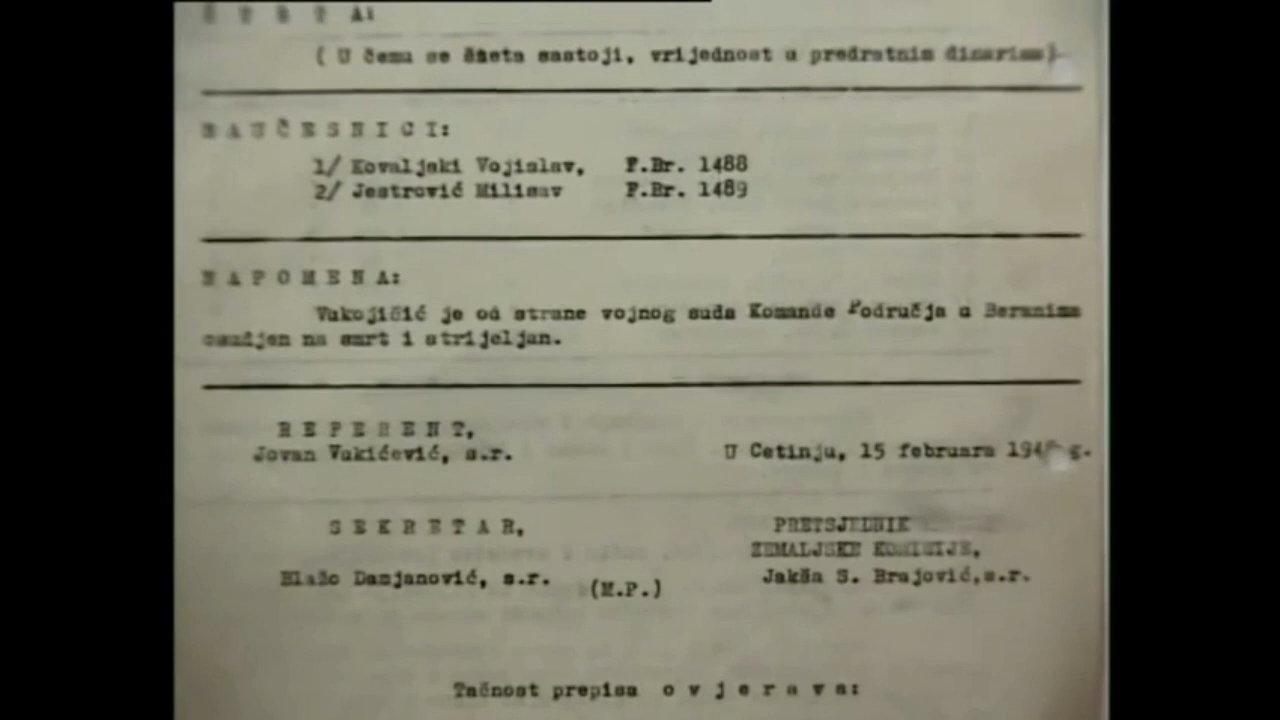 Š T E T A:
( U čemu se šteta sastoji, vrijednost u predratnim dinarima)
S A U Č E S N I C I:
1/ Kovaljski Vojislav, F.Br. 1488
2/ Jestrović Milisav F.Br. 1489
N A P O M E N A:
Vukojičić je od strane vojnog suda Komande Područja u Beranima
osudjen na smrt i strijeljan.
R E F E R E N T,
Jovan Vukićević, s.r.
U Cetinju, 15 februara g.
S E K R E T A R,
PRETSJEDNIK
ZEMALJSKE KOMISIJE,
Blažo Damjanović, s.r.
(M.P.)
Jakša S. Brajović,s.r.
Tačnost prepisa o v j e r a v a: